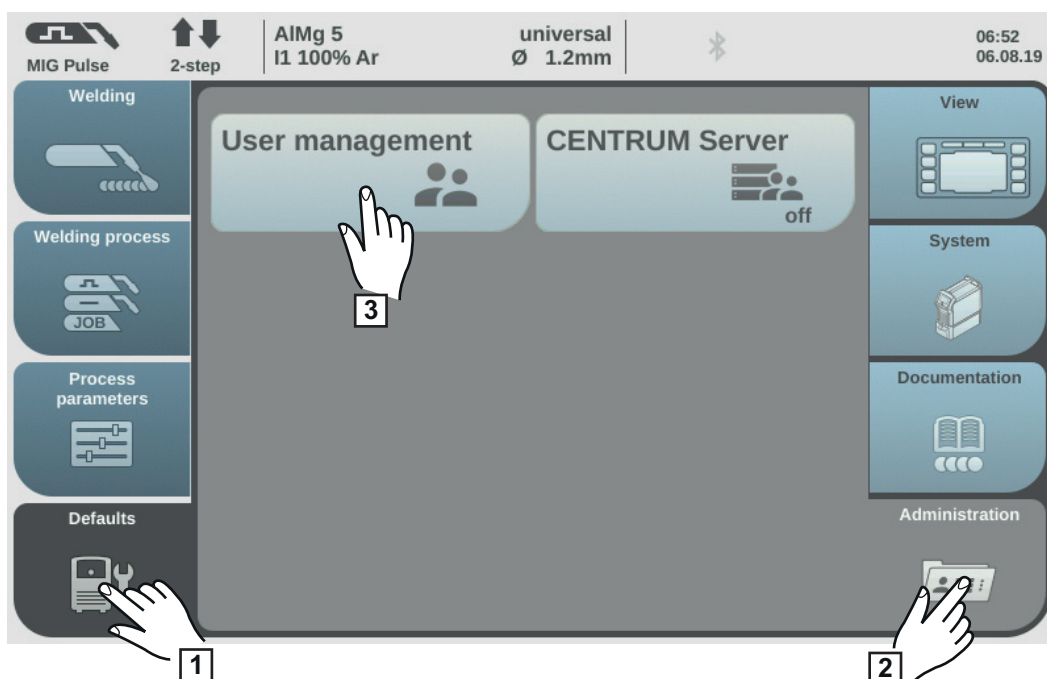 MIG Pulse
2-step
AlMg 5
I1 100% Ar
universal
Ø 1.2mm
06:52
06.08.19
Welding
Welding process
JOB
Process
parameters
Defaults
User management
CENTRUM Server
off
View
System
Documentation
Administration
1
2
3